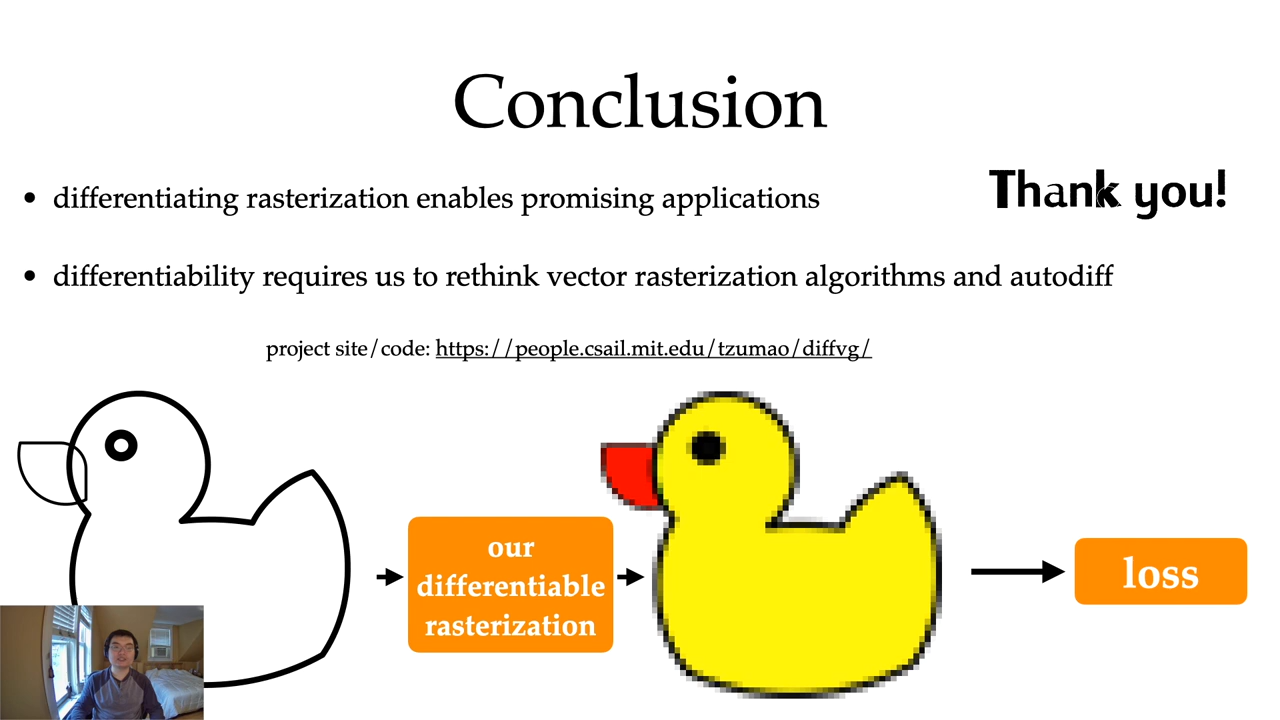 Conclusion
• differentiating rasterization enables promising applications
Thank you!
• differentiability requires us to rethink vector rasterization algorithms and autodiff
project site/code: https://people.csail.mit.edu/tzumao/diffvg/
our
differentiable
rasterization
loss